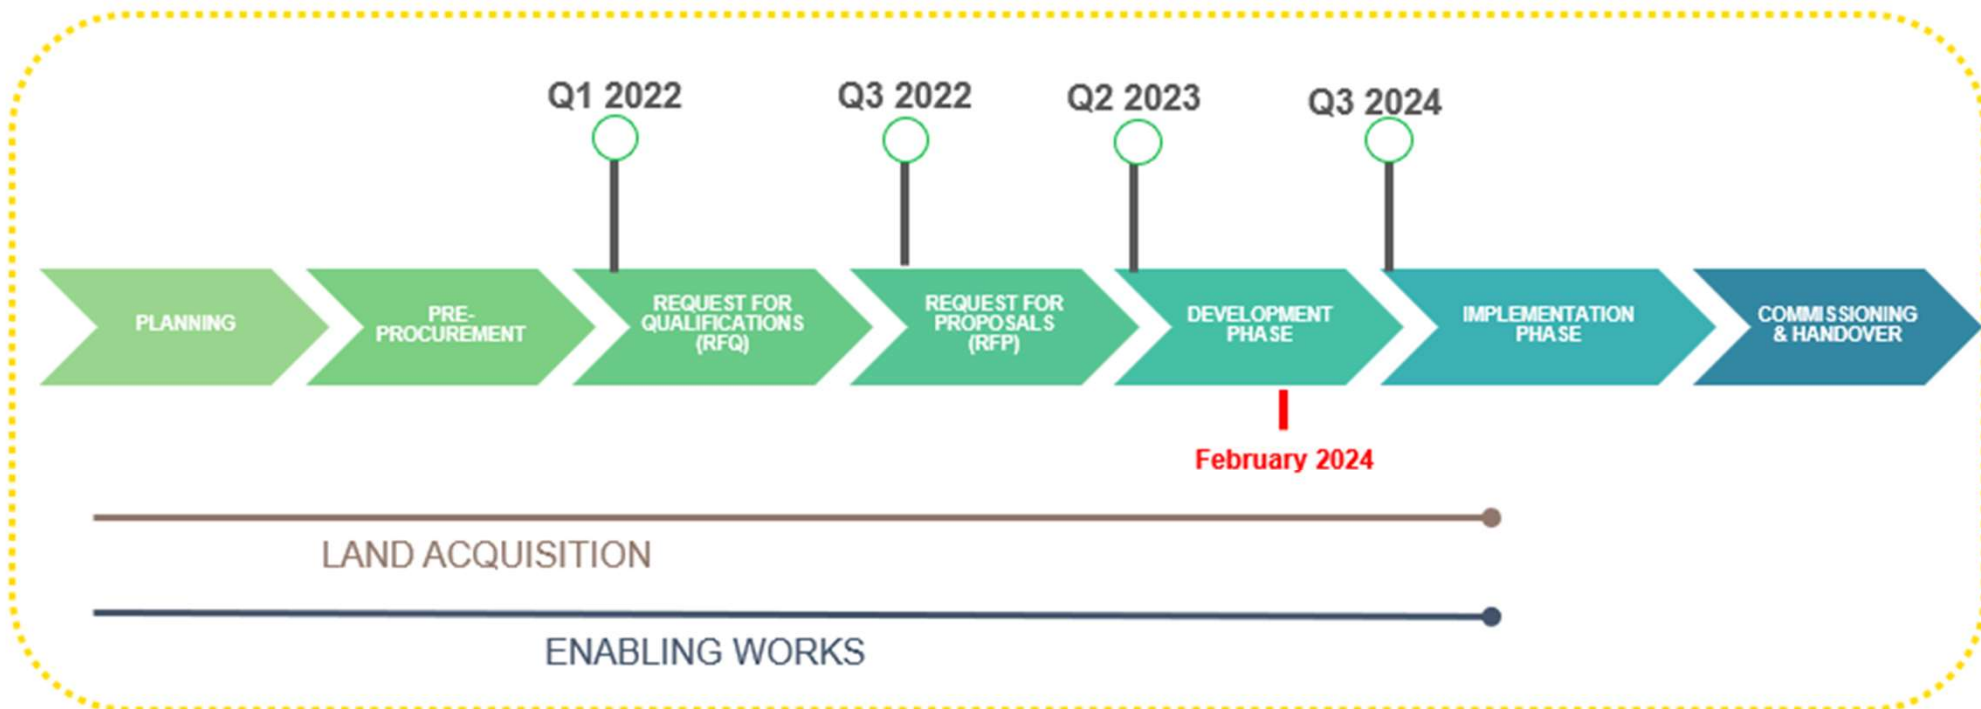 Q1 2022
Q3 2022
Q2 2023
Q3 2024
PLANNING
PRE-
PROCUREMENT
REQUEST FOR
QUALIFICATIONS
(RFQ)
REQUEST FOR
PROPOSALS
(RFP)
DEVELOPMENT
PHASE
IMPLEMENTATION
PHASE
COMMISSIONING
& HANDOVER
February 2024
LAND ACQUISITION
ENABLING WORKS